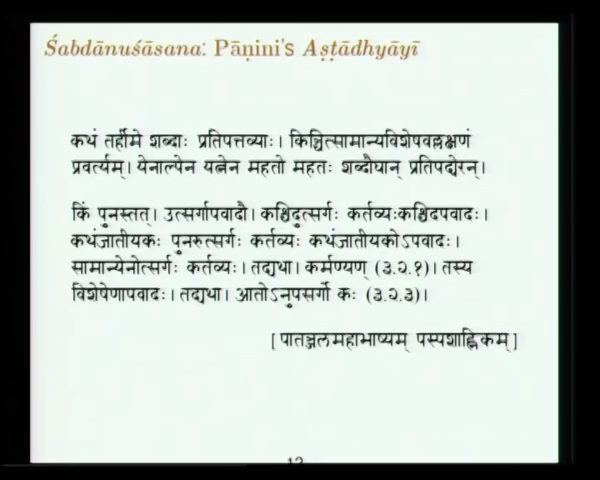 Śabdānuśāsana: Pāṇini's Aṣṭādhyāyī
कथं तर्हीमे शब्दाः प्रतिपत्तव्याः। किञ्चित्सामान्यविशेषवल्लक्षणं
प्रवर्त्यम्। येनाल्पेन यत्नेन महतो महतः शब्दौघान् प्रतिपद्येरन्।
किं पुनस्तत्। उत्सर्गापवादौ। कश्चिदुत्सर्गः कर्तव्यःकश्चिदपवादः।
कथंजातीयकः पुनरुत्सर्गः कर्तव्यः कथंजातीयकोऽपवादः।
सामान्येनोत्सर्गः कर्तव्यः। तद्यथा। कर्मण्यण् (३.२.१)। तस्य
विशेषेणापवादः। तद्यथा। आतोऽनुपसर्गे कः (३.२.३)।
[पातञ्जलमहाभाष्यम् पस्पशाह्निकम्]
12